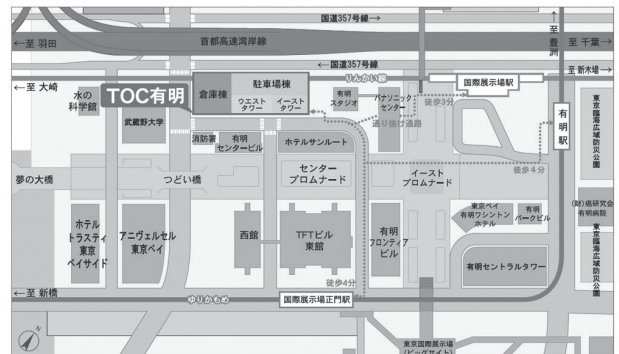 国道357号線→
←至 羽田
首都高速湾岸線
至 豊洲
至 千葉→
←国道357号線
←至 大崎
りんかい線
国際展示場駅
→至 新木場
水の
科学館
TOC有明
倉庫棟
駐車場棟
ウエスト
タワー
イースト
タワー
有明
スタジオ
パナソニック
センター
徒歩3分
通り抜け通路
有明駅
東京臨海広域防災公園
武蔵野大学
消防署
有明
センタービル
ホテルサンルート
徒歩4分
夢の大橋
つどい橋
センター
プロムナード
イースト
プロムナード
(財)癌研究会
有明病院
ホテル
トラスティ
東京
ベイサイド
アニヴェルセル
東京ベイ
西館
TFTビル
東館
有明
フロンティア
ビル
東京ベイ
有明ワシントン
ホテル
有明
パークビル
東京臨海広域防災公園
有明セントラルタワー
徒歩4分
←至 新橋
ゆりかもめ
国際展示場正門駅
東京国際展示場
(ビッグサイト)
N